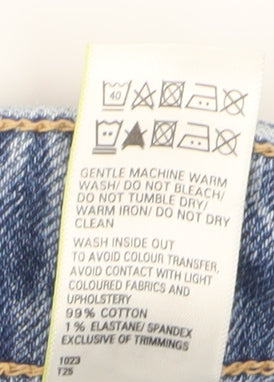 40
GENTLE MACHINE WARM
WASH/ DO NOT BLEACH/
DO NOT TUMBLE DRY/
WARM IRON/ DO NOT DRY
CLEAN
WASH INSIDE OUT
TO AVOID COLOUR TRANSFER,
AVOID CONTACT WITH LIGHT
COLOURED FABRICS AND
UPHOLSTERY
99% COTTON
1% ELASTANE/ SPANDEX
EXCLUSIVE OF TRIMMINGS
1023
T25